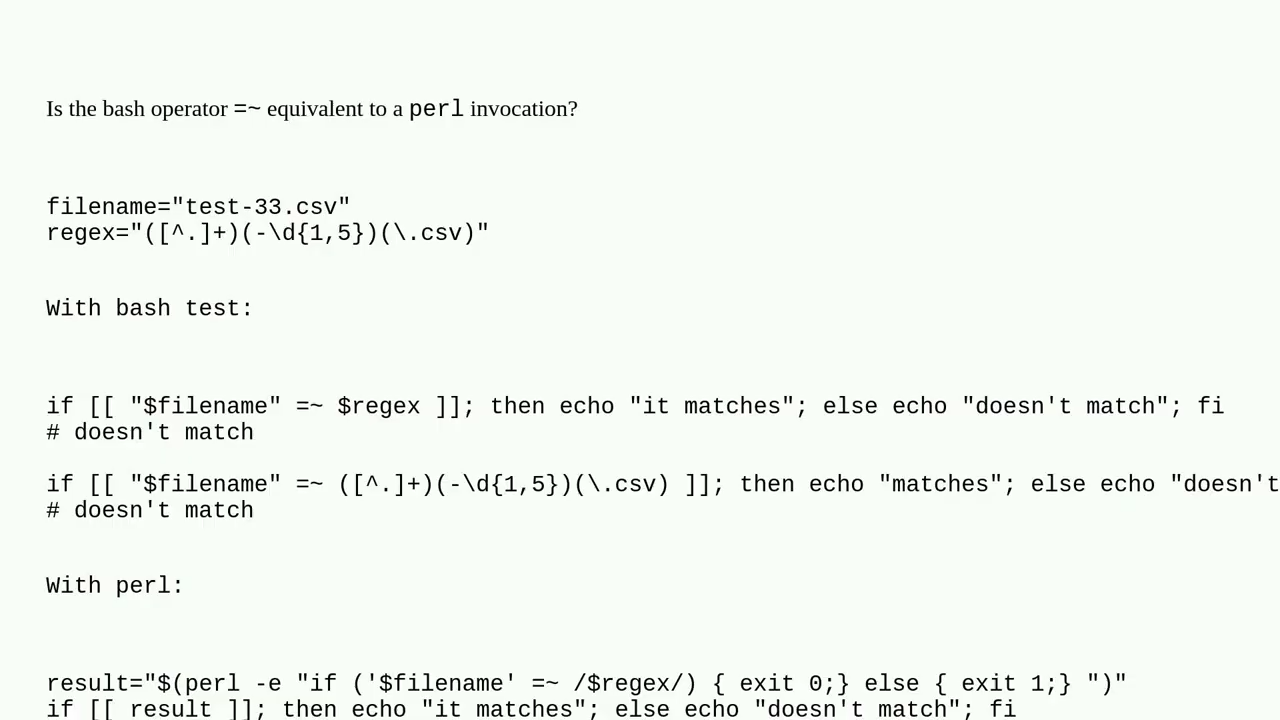 Is the bash operator =~ equivalent to a perl invocation?
filename="test-33.csv"
regex="([^.]+)(-\d{1,5})(\.csv)"
With bash test:
if [[ "$filename" =~ $regex ]]; then echo "it matches"; else echo "doesn't match"; fi
# doesn't match
if [[ "$filename" =~ ([^.]+)(-\d{1,5})(\.csv) ]]; then echo "matches"; else echo "doesn't
# doesn't match
With perl:
result="$(perl -e "if ('$filename' =~ /$regex/) { exit 0;} else { exit 1;} ")"
if [[ result ]]; then echo "it matches"; else echo "doesn't match"; fi